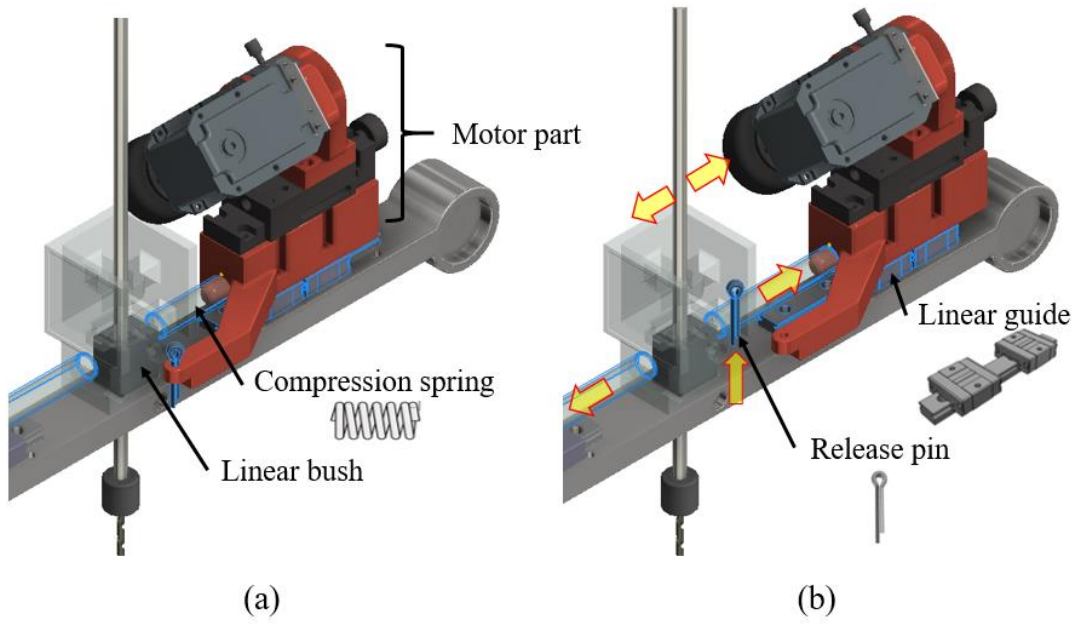 Motor part
Compression spring
Linear bush
Linear guide
Release pin
(a)
(b)